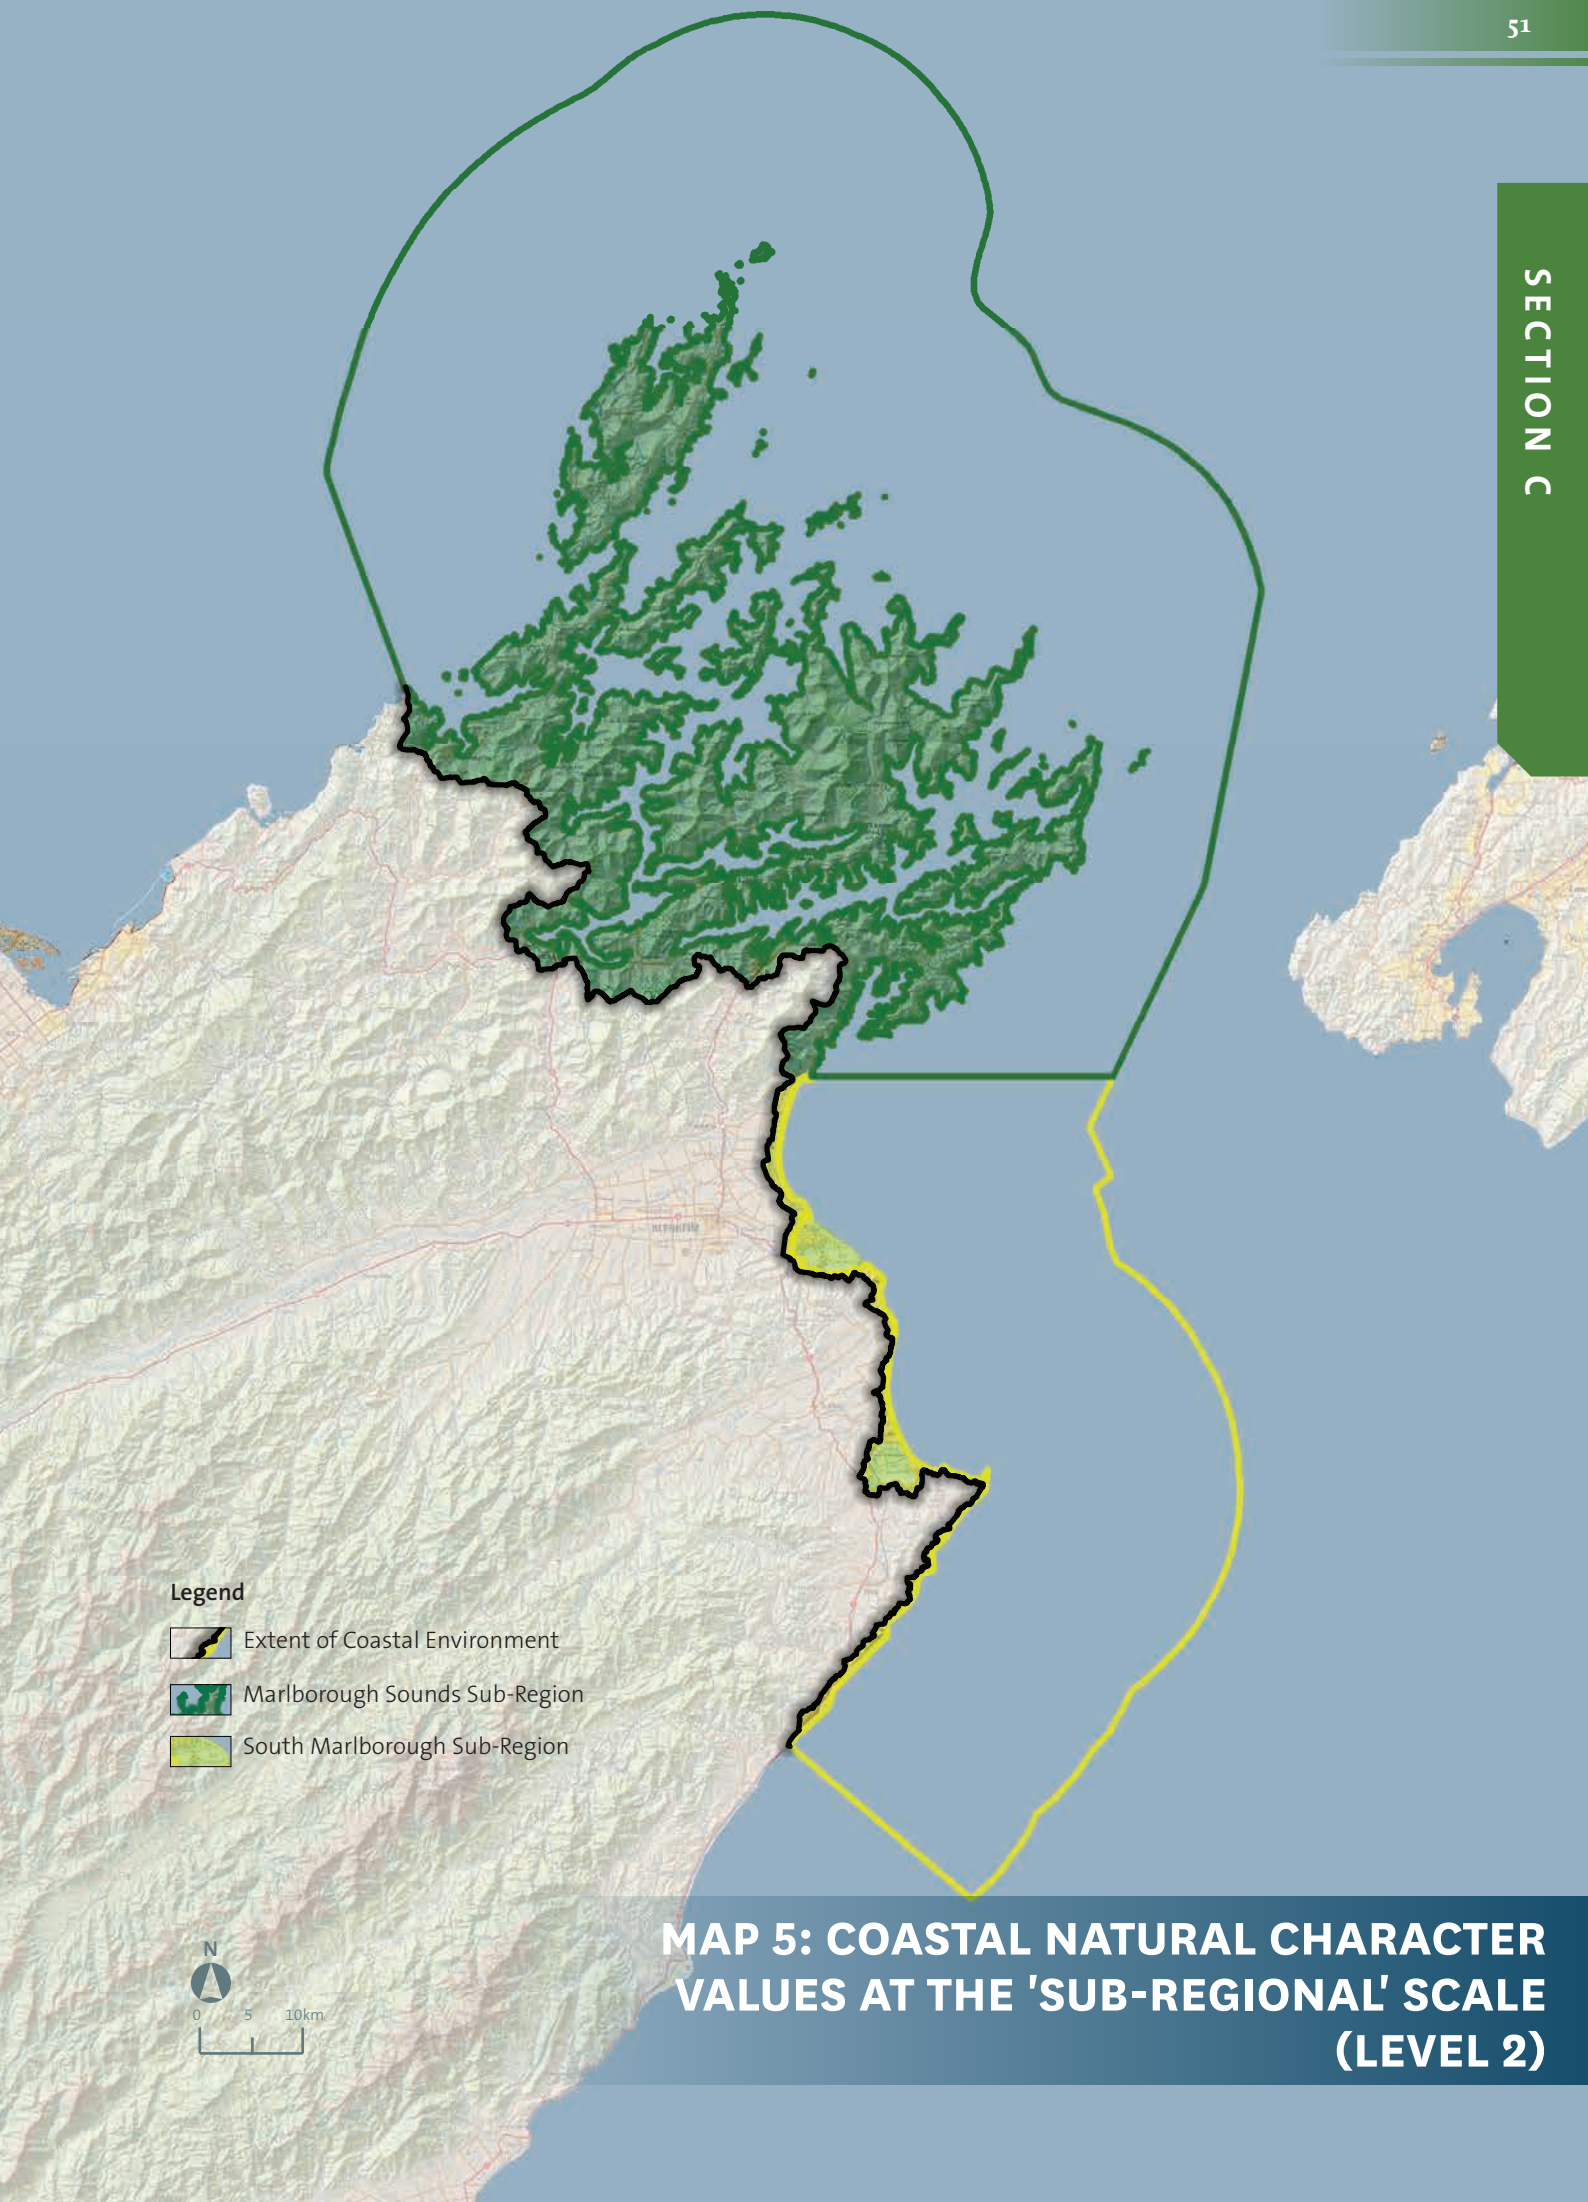 51
SECTION C
BLENHEIM
Legend
Extent of Coastal Environment
Marlborough Sounds Sub-Region
South Marlborough Sub-Region
N
0 5 10km
MAP 5: COASTAL NATURAL CHARACTER
VALUES AT THE 'SUB-REGIONAL' SCALE
(LEVEL 2)